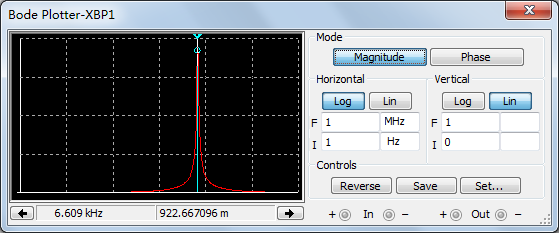 Bode Plotter-XBP1
Mode
Magnitude Phase
Horizontal Vertical
Log Lin Log Lin
F 1 MHz F 1
I 1 Hz I 0
Controls
Reverse Save Set...
6.609 kHz 922.667096 m
+ In − + Out −